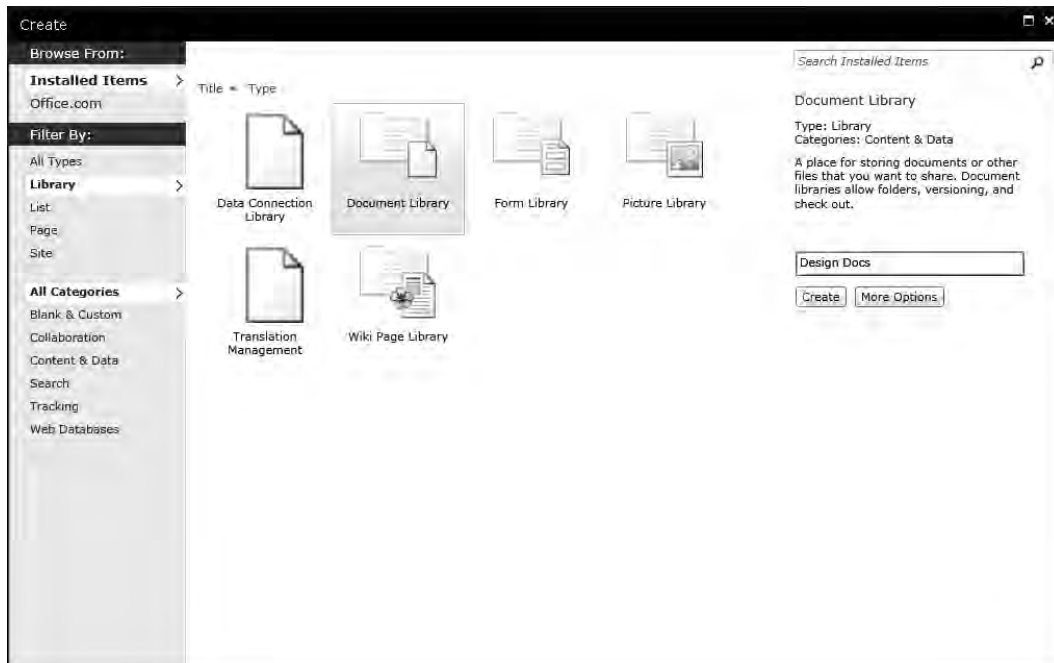 Create
Browse From:
Installed Items
Office.com
Filter By:
All Types
Library
List
Page
Site
All Categories
Blank & Custom
Collaboration
Content & Data
Search
Tracking
Web Databases
Title Type
Data Connection
Library
Document Library
Form Library
Picture Library
Translation
Management
Wiki Page Library
Search Installed Items
Document Library
Type: Library
Categories: Content & Data
A place for storing documents or other
files that you want to share. Document
libraries allow folders, versioning, and
check out.
Design Docs
Create
More Options